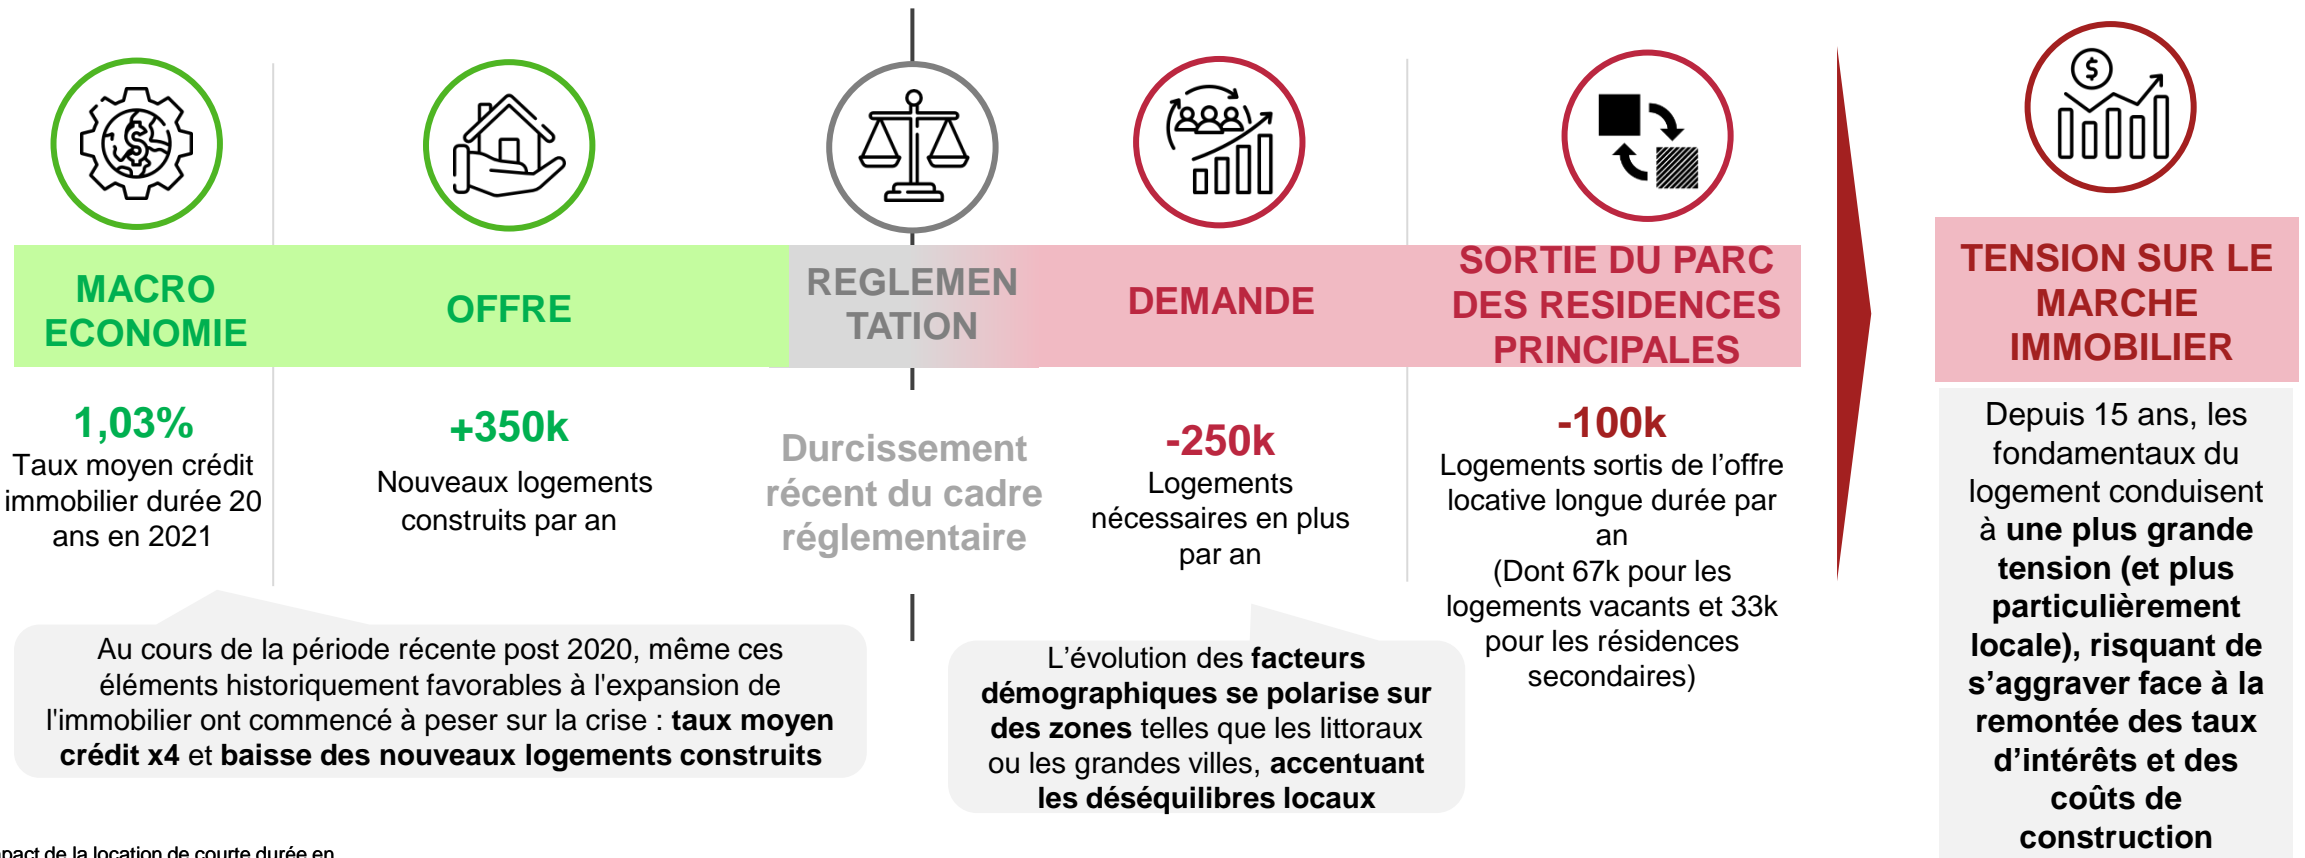 MACRO
ECONOMIE
1,03%
Taux moyen crédit
immobilier durée 20
ans en 2021
OFFRE
+350k
Nouveaux logements
construits par an
Au cours de la période récente post 2020, même ces
éléments historiquement favorables à l'expansion de
l'immobilier ont commencé à peser sur la crise : taux moyen
crédit x4 et baisse des nouveaux logements construits
REGLEMEN
TATION
Durcissement
récent du cadre
réglementaire
DEMANDE
-250k
Logements
nécessaires en plus
par an
L'évolution des facteurs
démographiques se polarise sur
des zones telles que les littoraux
ou les grandes villes, accentuant
les déséquilibres locaux
SORTIE DU PARC
DES RESIDENCES
PRINCIPALES
-100k
Logements sortis de l’offre
locative longue durée par
an
(Dont 67k pour les
logements vacants et 33k
pour les résidences
secondaires)
$
TENSION SUR LE
MARCHE
IMMOBILIER
Depuis 15 ans, les
fondamentaux du
logement conduisent
à une plus grande
tension (et plus
particulièrement
locale), risquant de
s’aggraver face à la
remontée des taux
d’intérêts et des
coûts de
construction
de la location de courte durée en